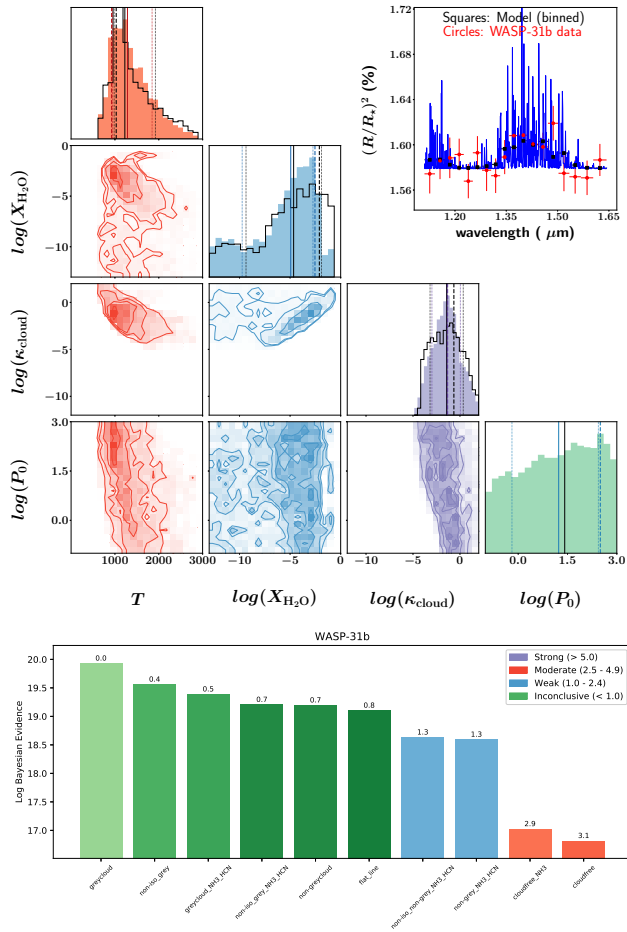 1.72
1.68
1.64
1.60
1.56
(R/R⋆)² (%)
Squares: Model (binned)
Circles: WASP-31b data
1.20 1.35 1.50 1.65
wavelength ( μm)
0
−5
−10
log(X_H₂O)
0
−5
−10
log(κ_cloud)
3.0
1.5
0.0
log(P₀)
1000 2000 3000
−10 −5 0
−10 −5 0
0.0 1.5 3.0
T
log(X_H₂O)
log(κ_cloud)
log(P₀)
WASP-31b
20.0
19.5
19.0
18.5
18.0
17.5
17.0
Log Bayesian Evidence
0.0
0.4
0.5
0.7
0.7
0.8
1.3
1.3
2.9
3.1
Strong (> 5.0)
Moderate (2.5 - 4.9)
Weak (1.0 - 2.4)
Inconclusive (< 1.0)
greycloud
non-iso_grey
greycloud_NH3_HCN
non-iso_grey_NH3_HCN
non-greycloud
flat_line
non-iso_non-grey_NH3_HCN
non-grey_NH3_HCN
cloudfree_NH3
cloudfree